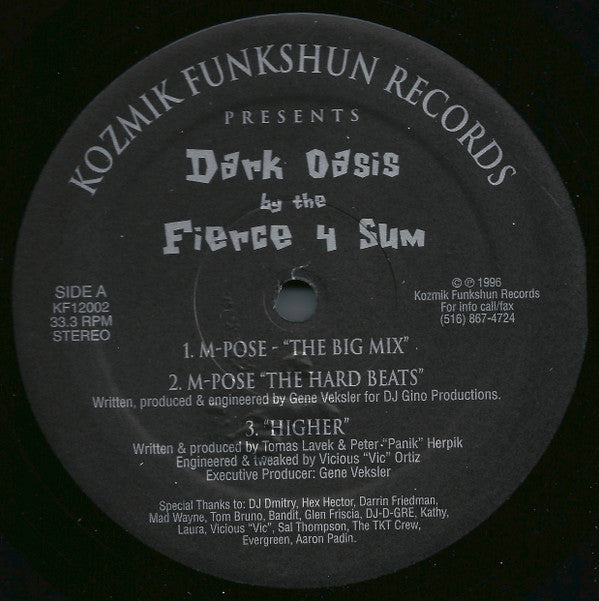 KOZMIK FUNKSHUN RECORDS
PRESENTS
Dark Oasis
by the
Fierce 4 Sum
SIDE A
KF12002
33.3 RPM
STEREO
© ℗ 1996
Kozmik Funkshun Records
For info call/fax
(516) 867-4724
1. M-POSE - “THE BIG MIX”
2. M-POSE “THE HARD BEATS”
Written, produced & engineered by Gene Veksler for DJ Gino Productions.
3. “HIGHER”
Written & produced by Tomas Lavek & Peter “Panik” Herpik
Engineered & tweaked by Vicious “Vic” Ortiz
Executive Producer: Gene Veksler
Special Thanks to: DJ Dmitry, Hex Hector, Darrin Friedman,
Mad Wayne, Tom Bruno, Bandit, Glen Friscia, DJ-D-GRE, Kathy,
Laura, Vicious “Vic”, Sal Thompson, The TKT Crew,
Evergreen, Aaron Padin.